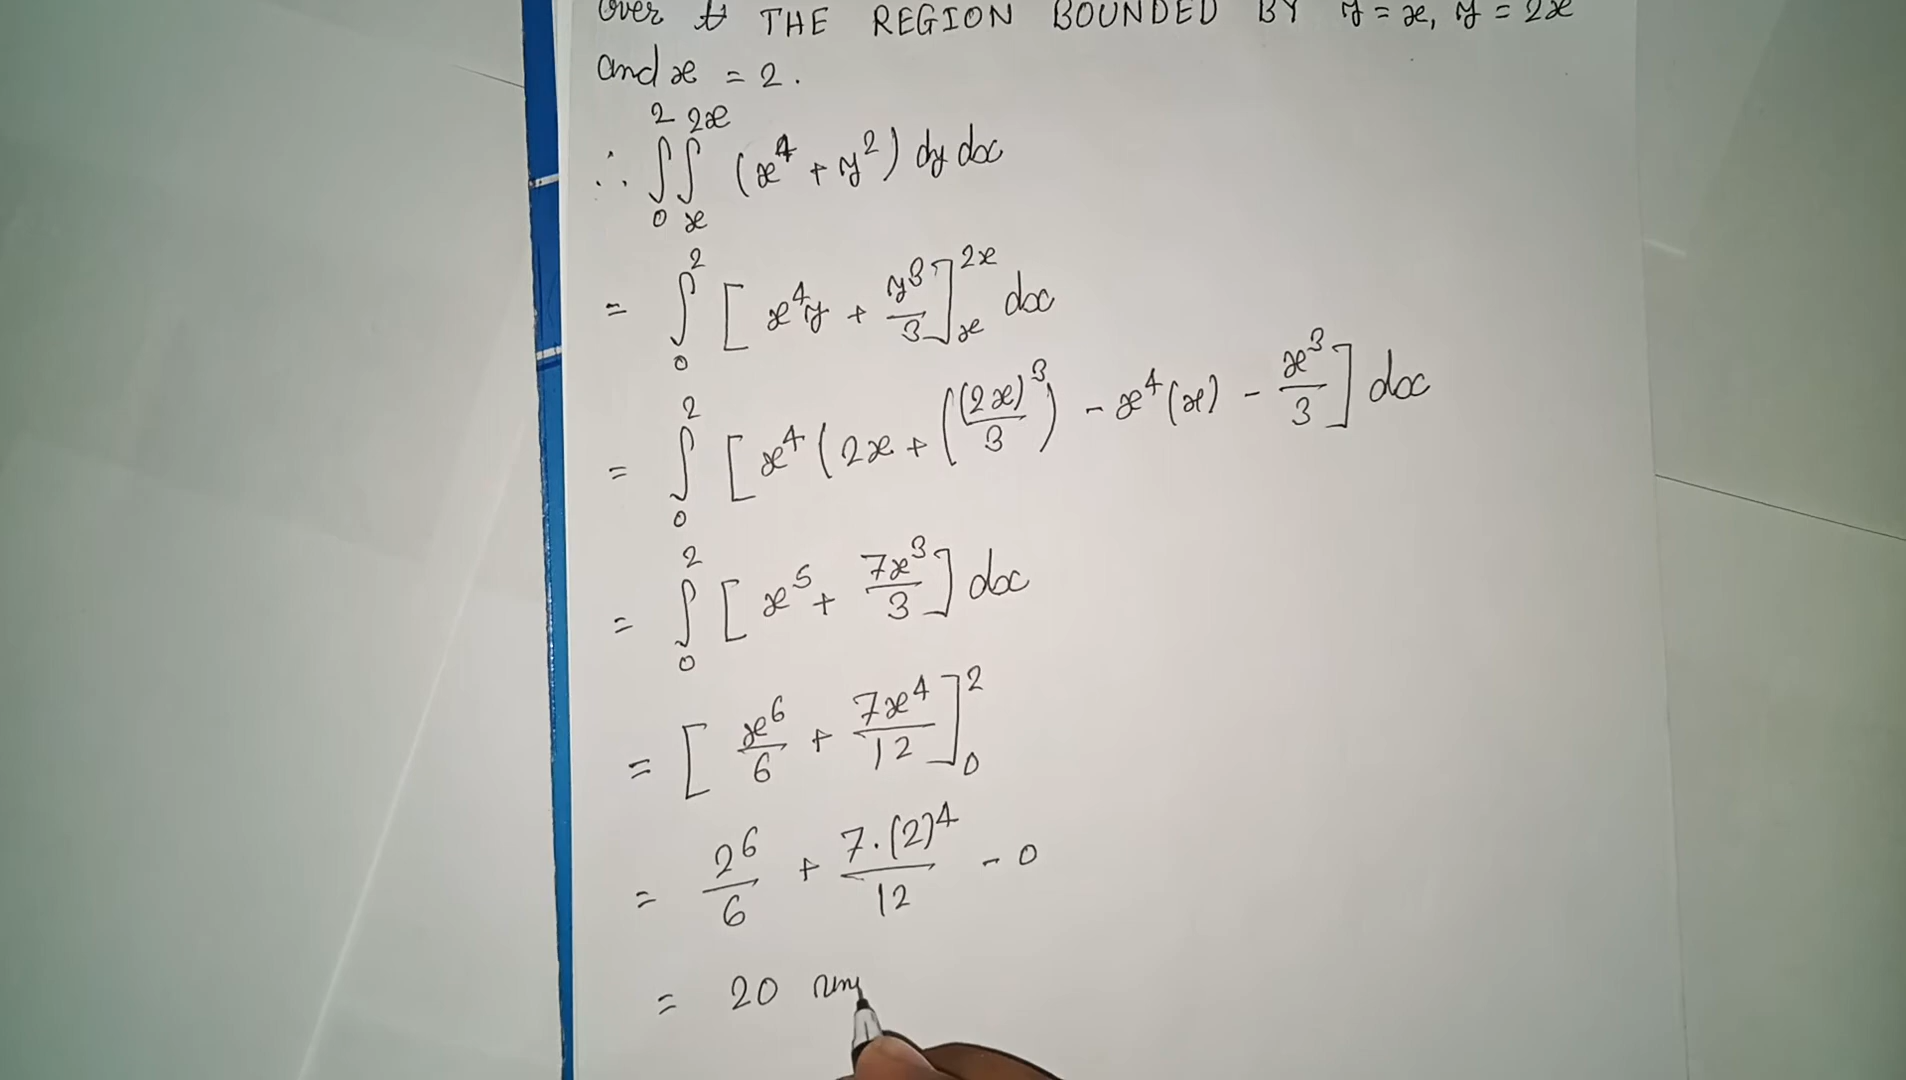 over t THE REGION BOUNDED BY y = x, y = 2x
and x = 2.
∴ ∫₀² ∫ₓ²ˣ (x⁴ + y²) dy dx
= ∫₀² [x⁴y + y³/3]ₓ²ˣ dx
= ∫₀² [x⁴(2x + ((2x)³/3) - x⁴(x) - x³/3] dx
= ∫₀² [x⁵ + 7x³/3] dx
= [x⁶/6 + 7x⁴/12]₀²
= 2⁶/6 + 7·(2)⁴/12 - 0
= 20